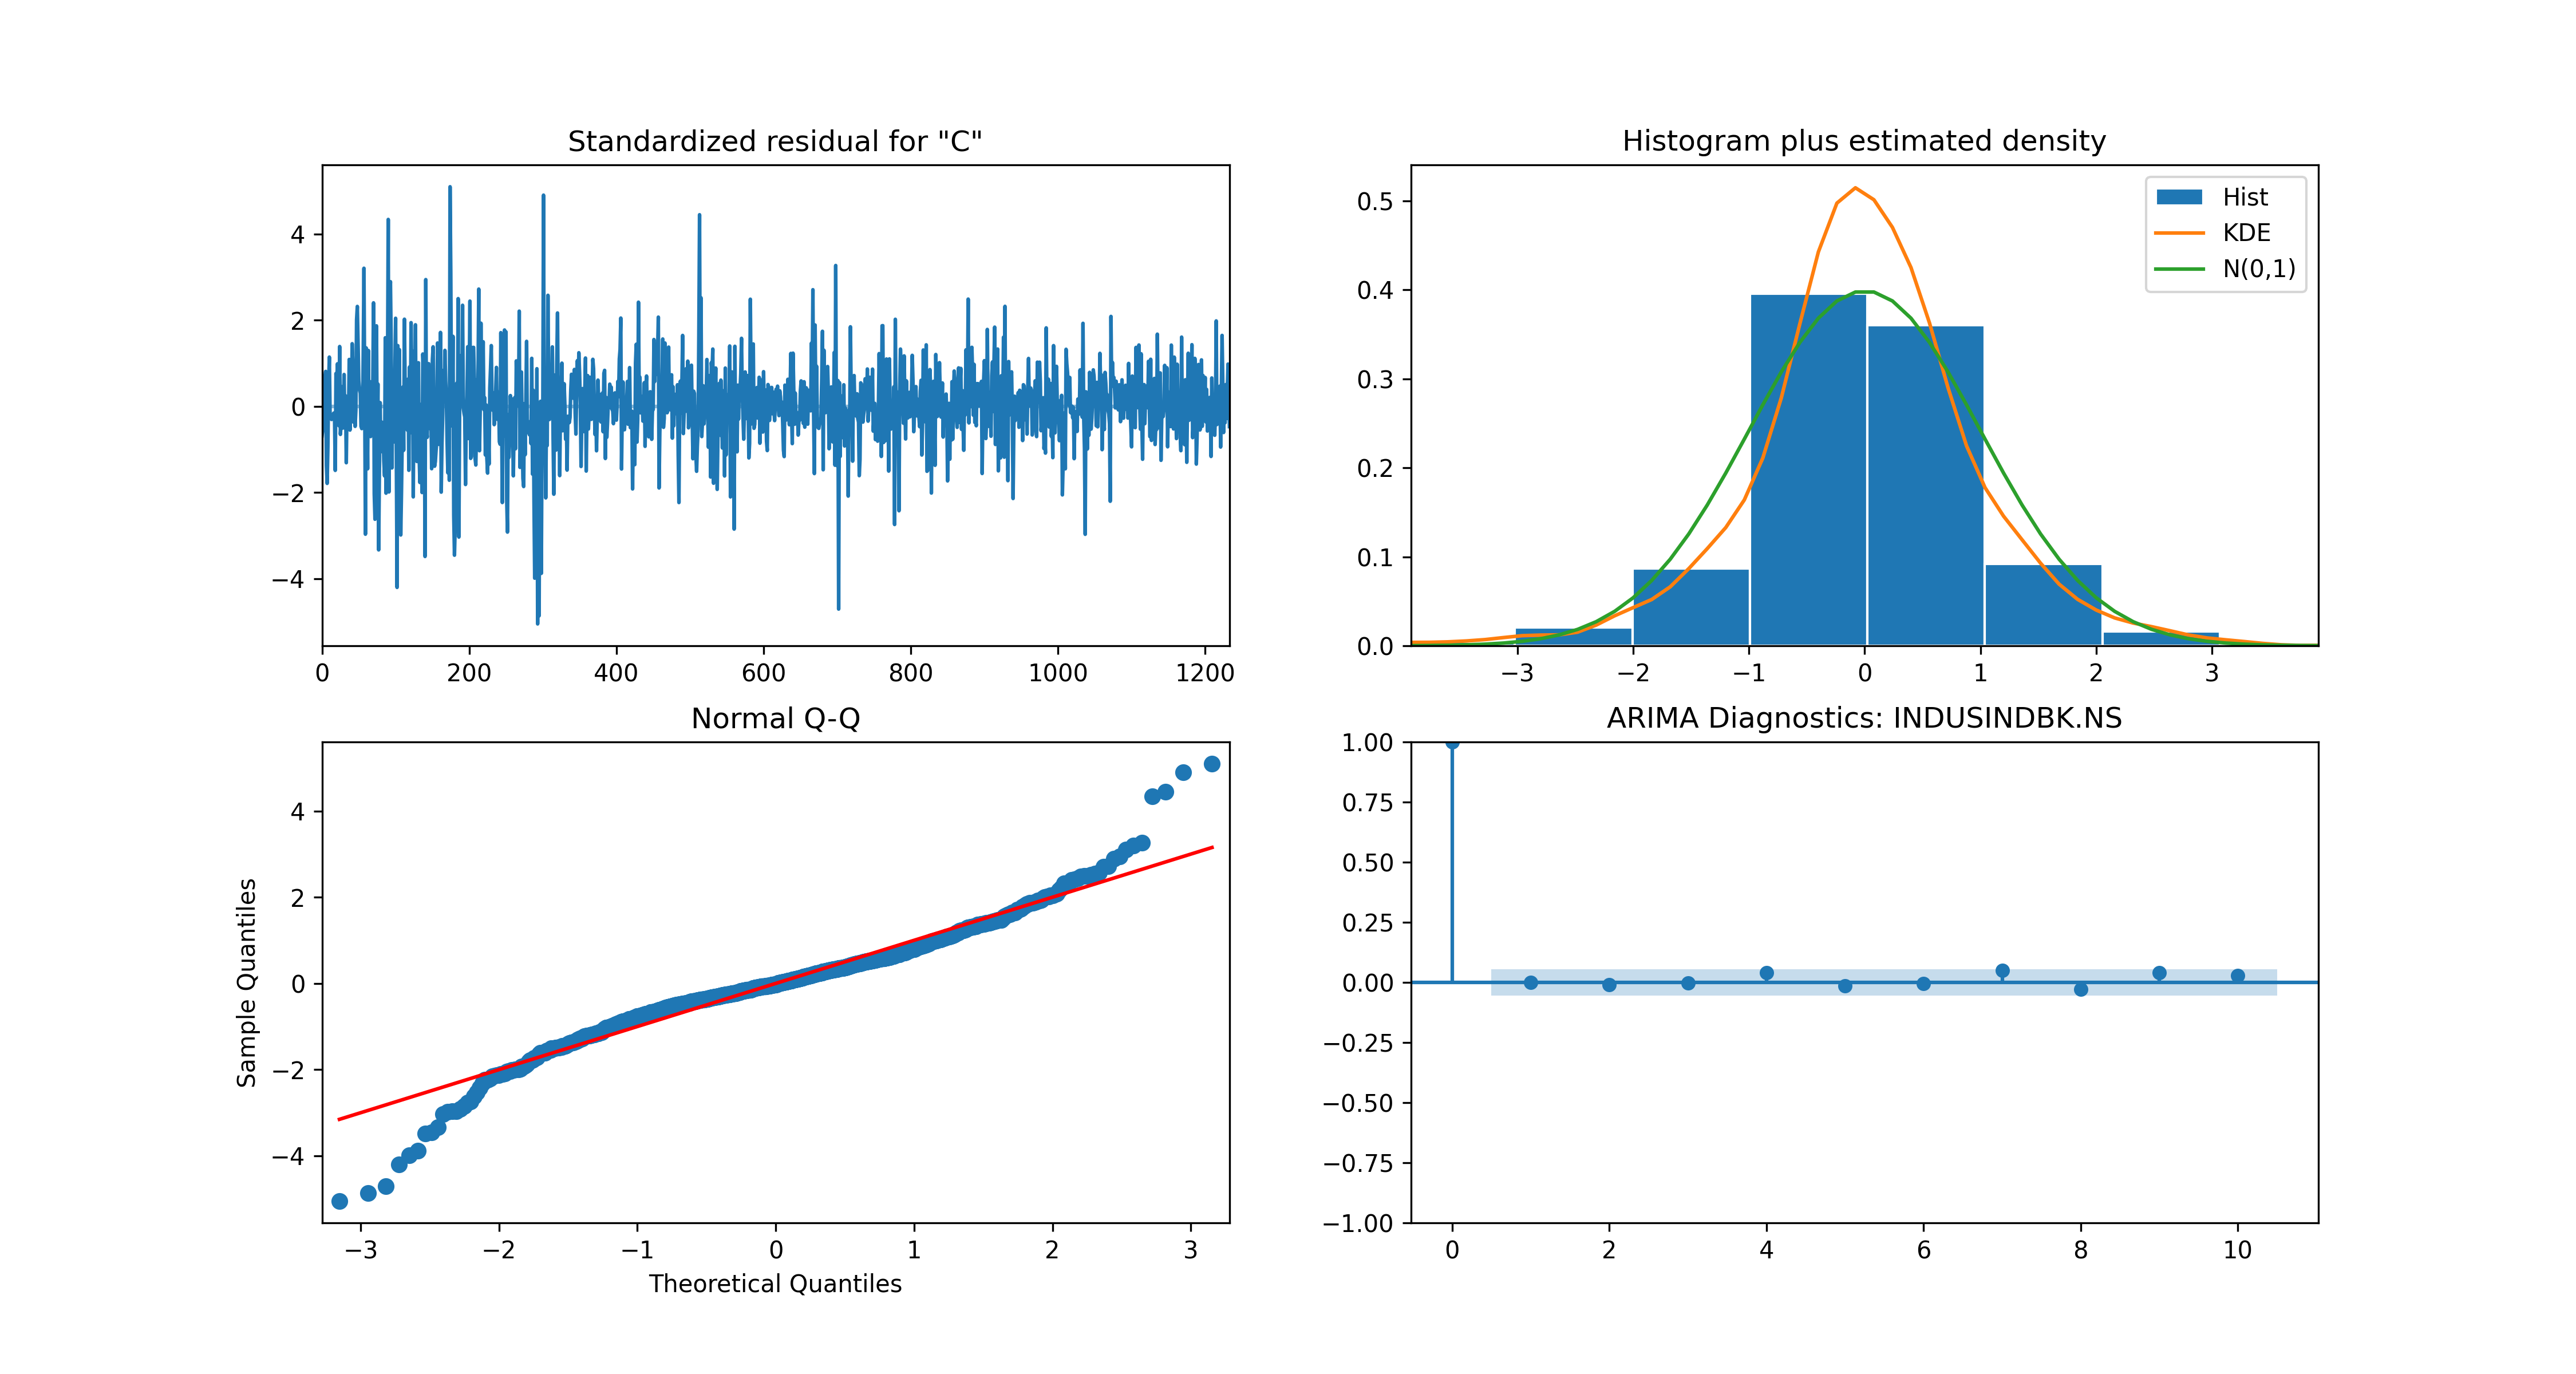 Standardized residual for "C"
4
2
0
−2
−4
0 200 400 600 800 1000 1200
Histogram plus estimated density
0.5
0.4
0.3
0.2
0.1
0.0
−3 −2 −1 0 1 2 3
Hist
KDE
N(0,1)
Normal Q-Q
Sample Quantiles
4
2
0
−2
−4
−3 −2 −1 0 1 2 3
Theoretical Quantiles
ARIMA Diagnostics: INDUSINDBK.NS
1.00
0.75
0.50
0.25
0.00
−0.25
−0.50
−0.75
−1.00
0 2 4 6 8 10